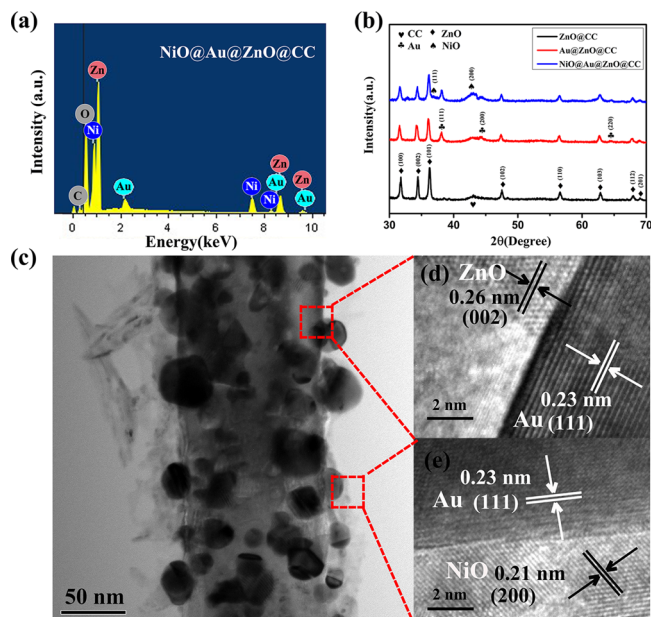 (a)
NiO@Au@ZnO@CC
Zn
O
Ni
C
Au
Ni
Zn
Au
Ni
Zn
Au
0 2 4 6 8 10
Energy(keV)
Intensity (a.u.)
(b)
♥ CC ♦ ZnO
♣ Au ♠ NiO
ZnO@CC
Au@ZnO@CC
NiO@Au@ZnO@CC
(111)
(200)
(111)
(200)
(220)
(100)
(002)
(101)
(102)
(110)
(103)
(112)
(201)
30 40 50 60 70
2θ(Degree)
Intensity(a.u.)
(c)
50 nm
(d)
ZnO
0.26 nm
(002)
0.23 nm
Au (111)
2 nm
(e)
0.23 nm
Au (111)
NiO 0.21 nm
(200)
2 nm